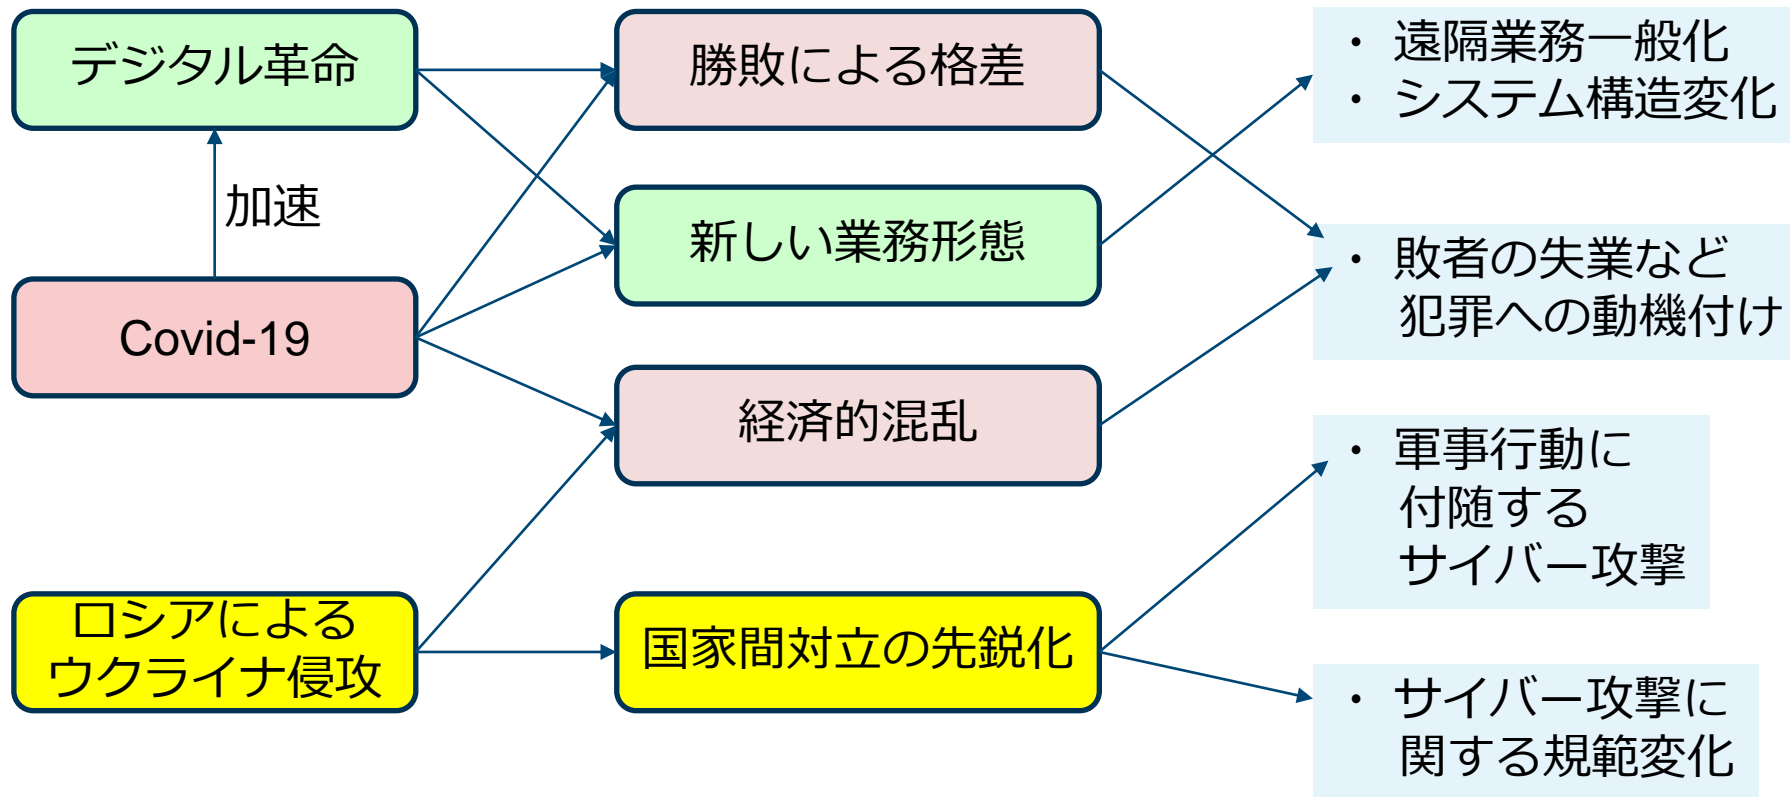 デジタル革命
加速
Covid-19
ロシアによる
ウクライナ侵攻
勝敗による格差
新しい業務形態
経済的混乱
国家間対立の先鋭化
・ 遠隔業務一般化
・ システム構造変化
・ 敗者の失業など
犯罪への動機付け
・ 軍事行動に
付随する
サイバー攻撃
・ サイバー攻撃に
関する規範変化